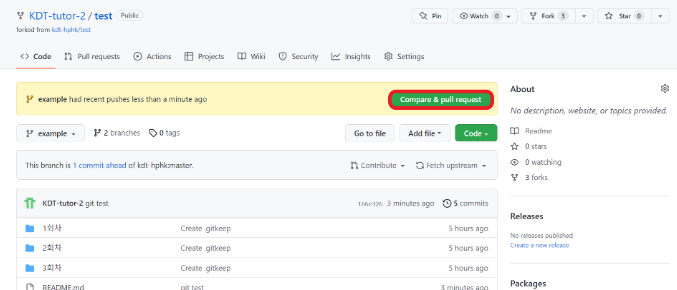 KDT-tutor-2 / test Public
Pin Watch 0 Fork 3 Star 0
forked from kdt-hphk/test
Code Pull requests Actions Projects Wiki Security Insights Settings
example had recent pushes less than a minute ago Compare & pull request
About
No description, website, or topics provided.
example 2 branches 0 tags Go to file Add file Code
Readme
0 stars
0 watching
3 forks
This branch is 1 commit ahead of kdt-hphk:master. Contribute Fetch upstream
KDT-tutor-2 git test 3 minutes ago 5 commits
1회차 Create .gitkeep 5 hours ago
2회차 Create .gitkeep 5 hours ago
3회차 Create .gitkeep 5 hours ago
README.md git test 3 minutes ago
Releases
No releases published
Create a new release
Packages